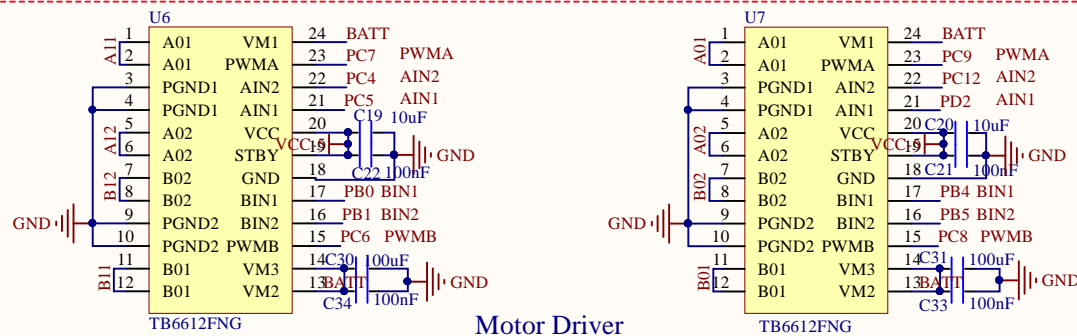 U6
A11
1 A01 VM1 24 BATT
2 A01 PWMA 23 PC7 PWMA
3 PGND1 AIN2 22 PC4 AIN2
4 PGND1 AIN1 21 PC5 AIN1
C19 10uF
A12
5 A02 VCC 20
VCC-5
6 A02 STBY 19
GND
C22 100nF
B12
7 B02 GND 18
8 B02 BIN1 17 PB0 BIN1
GND
9 PGND2 BIN2 16 PB1 BIN2
10 PGND2 PWMB 15 PC6 PWMB
C30 100uF
B11
11 B01 VM3 14
BATT
GND
12 B01 VM2 13
C34 100nF
TB6612FNG
U7
A01
1 A01 VM1 24 BATT
2 A01 PWMA 23 PC9 PWMA
3 PGND1 AIN2 22 PC12 AIN2
4 PGND1 AIN1 21 PD2 AIN1
C20 10uF
A02
5 A02 VCC 20
VCC-5
6 A02 STBY 19
GND
C21 100nF
B02
7 B02 GND 18
8 B02 BIN1 17 PB4 BIN1
GND
9 PGND2 BIN2 16 PB5 BIN2
10 PGND2 PWMB 15 PC8 PWMB
C31 100uF
B01
11 B01 VM3 14
BATT
GND
12 B01 VM2 13
C33 100nF
TB6612FNG
Motor Driver